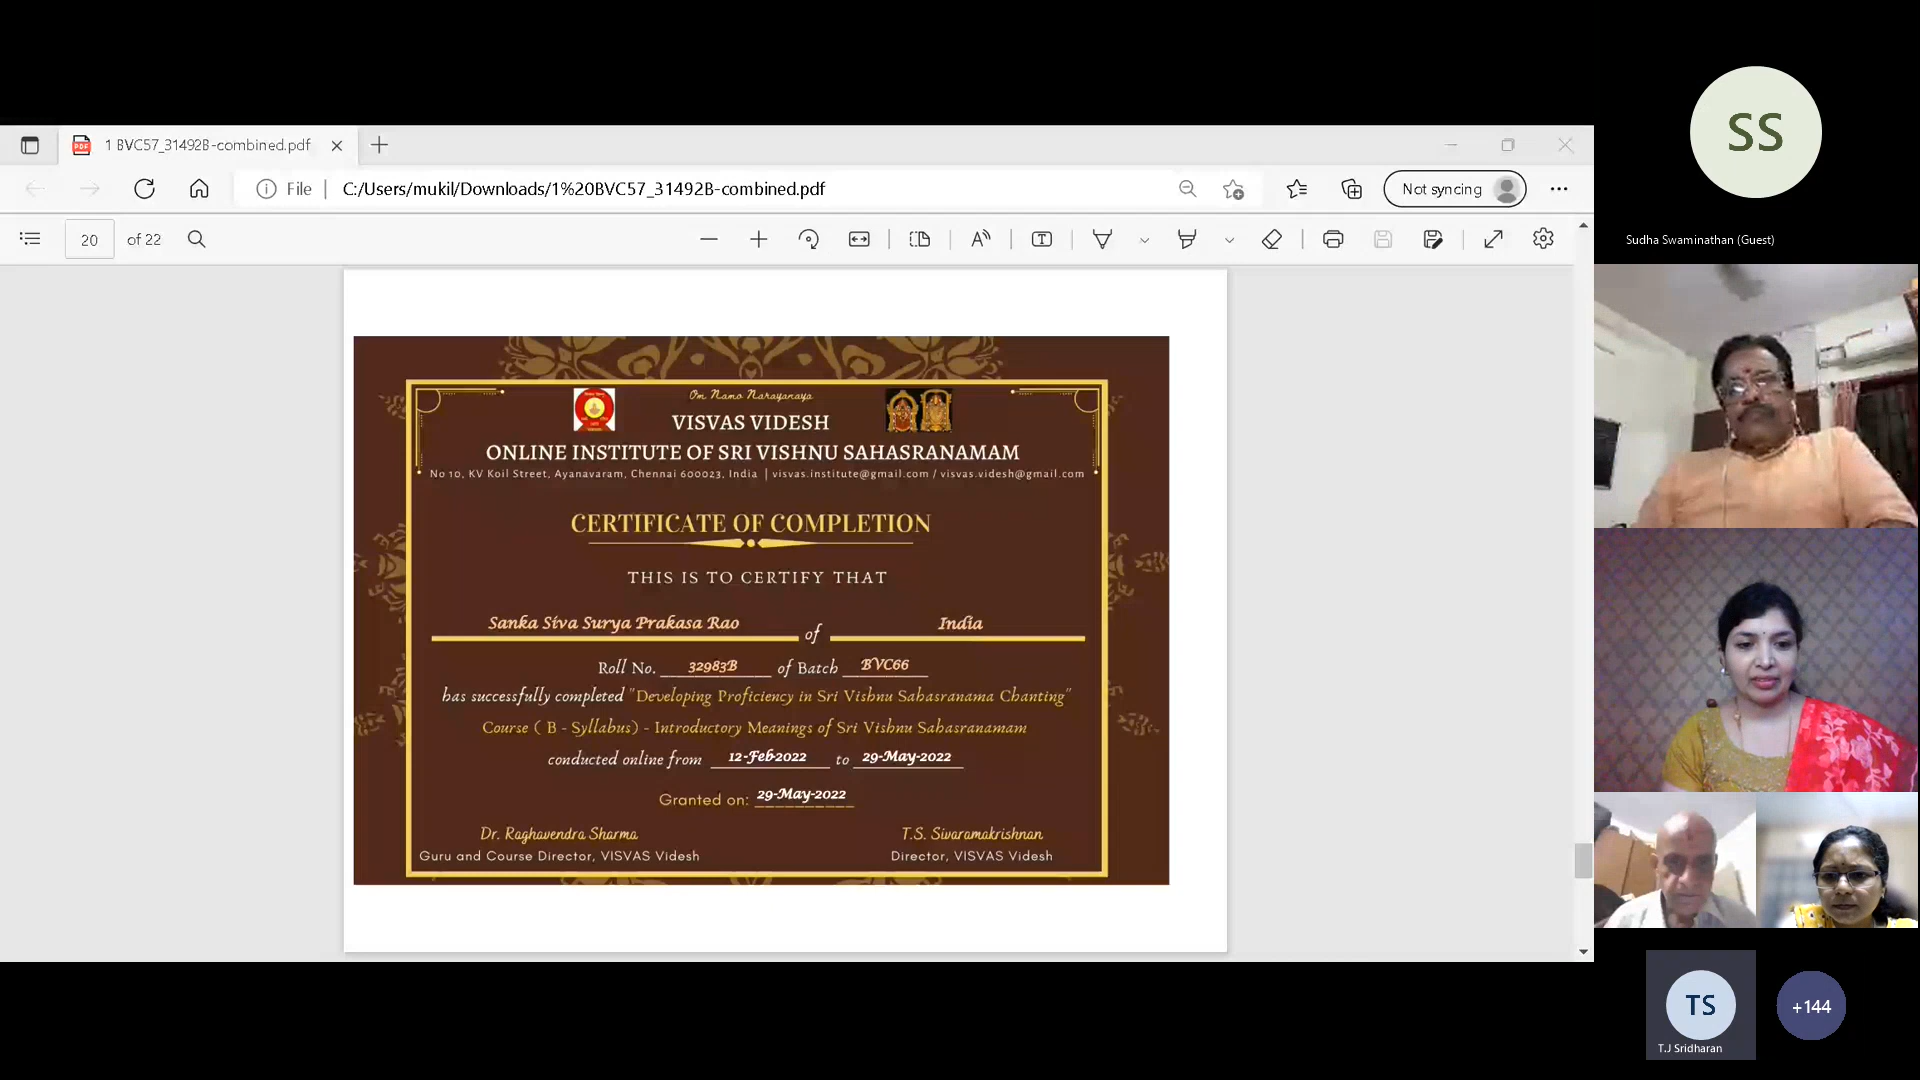 1 BVC57_31492B-combined.pdf
File
C:/Users/mukil/Downloads/1%20BVC57_31492B-combined.pdf
Not syncing
20 of 22
Om Namo Narayanaya
VISVAS VIDESH
ONLINE INSTITUTE OF SRI VISHNU SAHASRANAMAM
No 10, KV Koil Street, Ayanavaram, Chennai 600023, India | visvas.institute@gmail.com / visvas.videsh@gmail.com
CERTIFICATE OF COMPLETION
THIS IS TO CERTIFY THAT
Sanka Siva Surya Prakasa Rao of India
Roll No. 32983B of Batch BVC66
has successfully completed "Developing Proficiency in Sri Vishnu Sahasranama Chanting"
Course ( B - Syllabus) - Introductory Meanings of Sri Vishnu Sahasranamam
conducted online from 12-Feb-2022 to 29-May-2022
Granted on: 29-May-2022
Dr. Raghavendra Sharma
Guru and Course Director, VISVAS Videsh
T.S. Sivaramakrishnan
Director, VISVAS Videsh
SS
Sudha Swaminathan (Guest)
TS
T.J Sridharan
+144